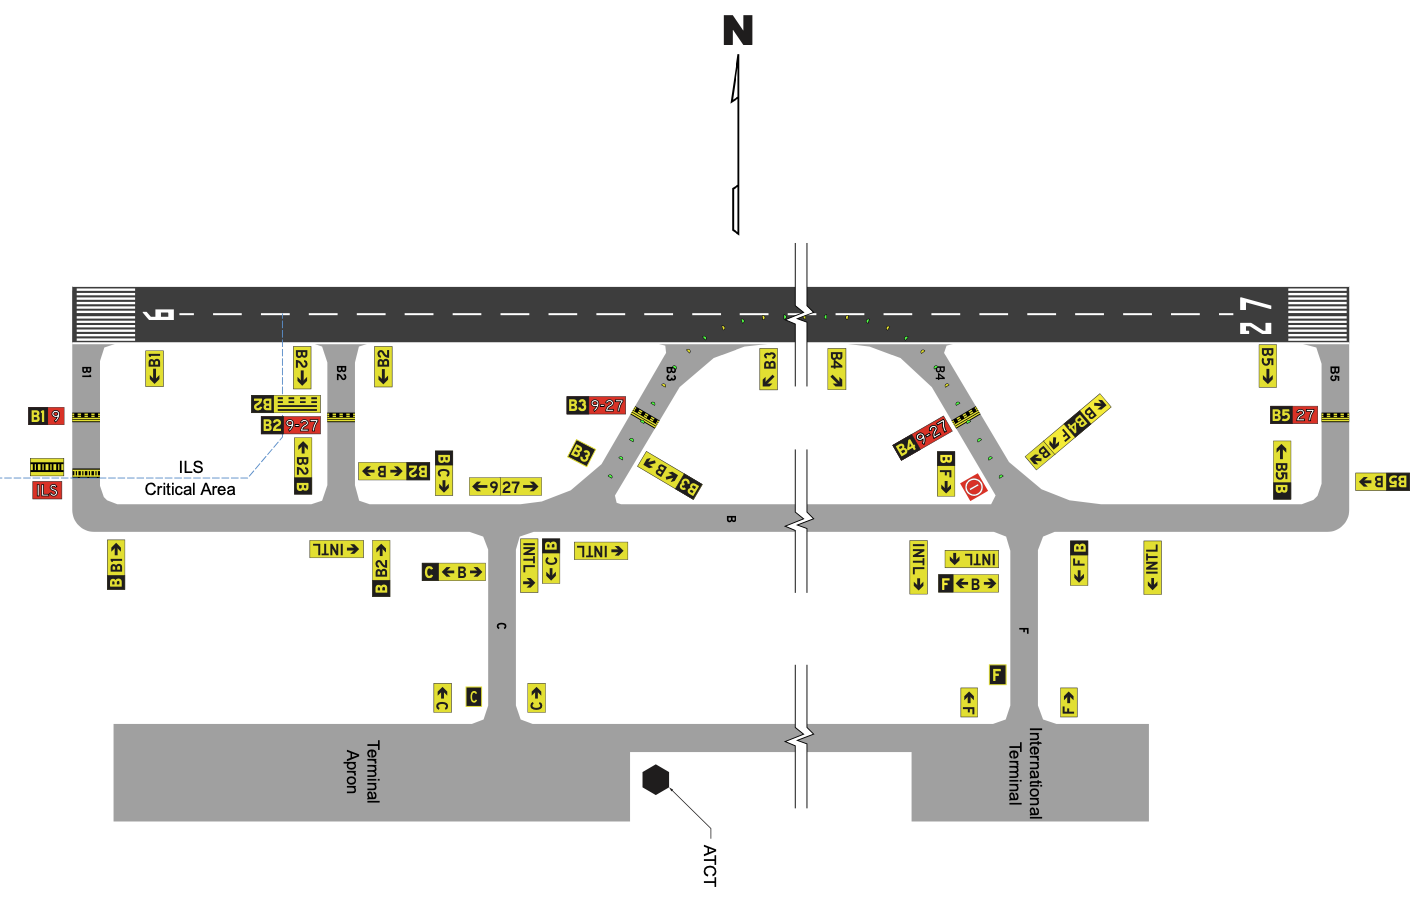 N
9
27
B1
B2
B3
B4
B5
B1
B2
B2
B3
B4
B5
B2
B1 9
B2 9-27
B3 9-27
B4 9-27
B5 27
B2 B
B B2
B C
B3
B B3
B F
B B4 F B
B5 B
B B5
ILS
ILS
Critical Area
9 27
B
B B1
INTL
B B2
C B
INTL
C B
INTL
INTL
INTL
F B
F B
INTL
C
F
C
C
C
F
F
F
Terminal
Apron
International
Terminal
ATCT